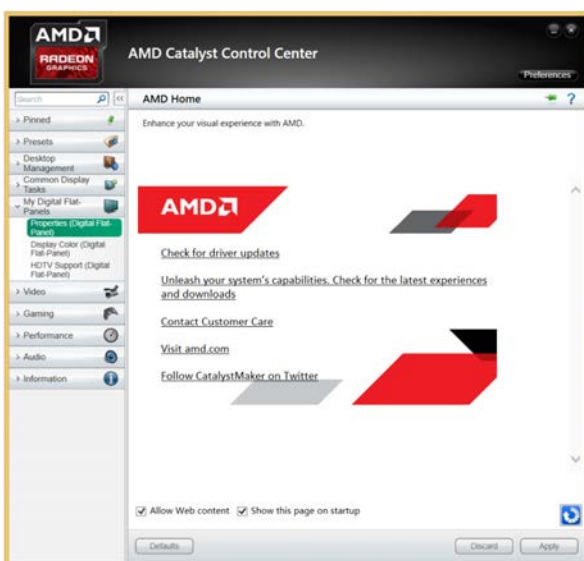 AMD
RADEON
GRAPHICS
AMD Catalyst Control Center
Preferences
Search
AMD Home
Pinned
Presets
Desktop
Management
Common Display
Tasks
My Digital Flat-
Panels
Properties (Digital Flat-
Panel)
Display Color (Digital
Flat-Panel)
HDTV Support (Digital
Flat-Panel)
Video
Gaming
Performance
Audio
Information
Enhance your visual experience with AMD.
AMD
Check for driver updates
Unleash your system's capabilities. Check for the latest experiences
and downloads
Contact Customer Care
Visit amd.com
Follow CatalystMaker on Twitter
Allow Web content
Show this page on startup
Defaults
Discard
Apply